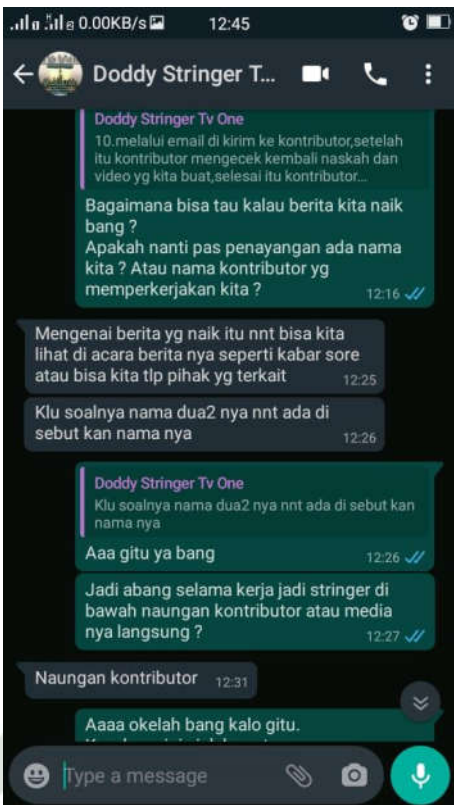 0.00KB/s 12:45
Doddy Stringer T...
Doddy Stringer Tv One
10.melalui email di kirim ke kontributor,setelah
itu kontributor mengecek kembali naskah dan
video yg kita buat,selesai itu kontributor...
Bagaimana bisa tau kalau berita kita naik
bang ?
Apakah nanti pas penayangan ada nama
kita ? Atau nama kontributor yg
memperkerjakan kita ?
12:16
Mengenai berita yg naik itu nnt bisa kita
lihat di acara berita nya seperti kabar sore
atau bisa kita tlp pihak yg terkait
12:25
Klu soalnya nama dua2 nya nnt ada di
sebut kan nama nya
12:26
Doddy Stringer Tv One
Klu soalnya nama dua2 nya nnt ada di sebut kan
nama nya
Aaa gitu ya bang
12:26
Jadi abang selama kerja jadi stringer di
bawah naungan kontributor atau media
nya langsung ?
12:27
Naungan kontributor 12:31
Aaaa okelah bang kalo gitu.
Type a message